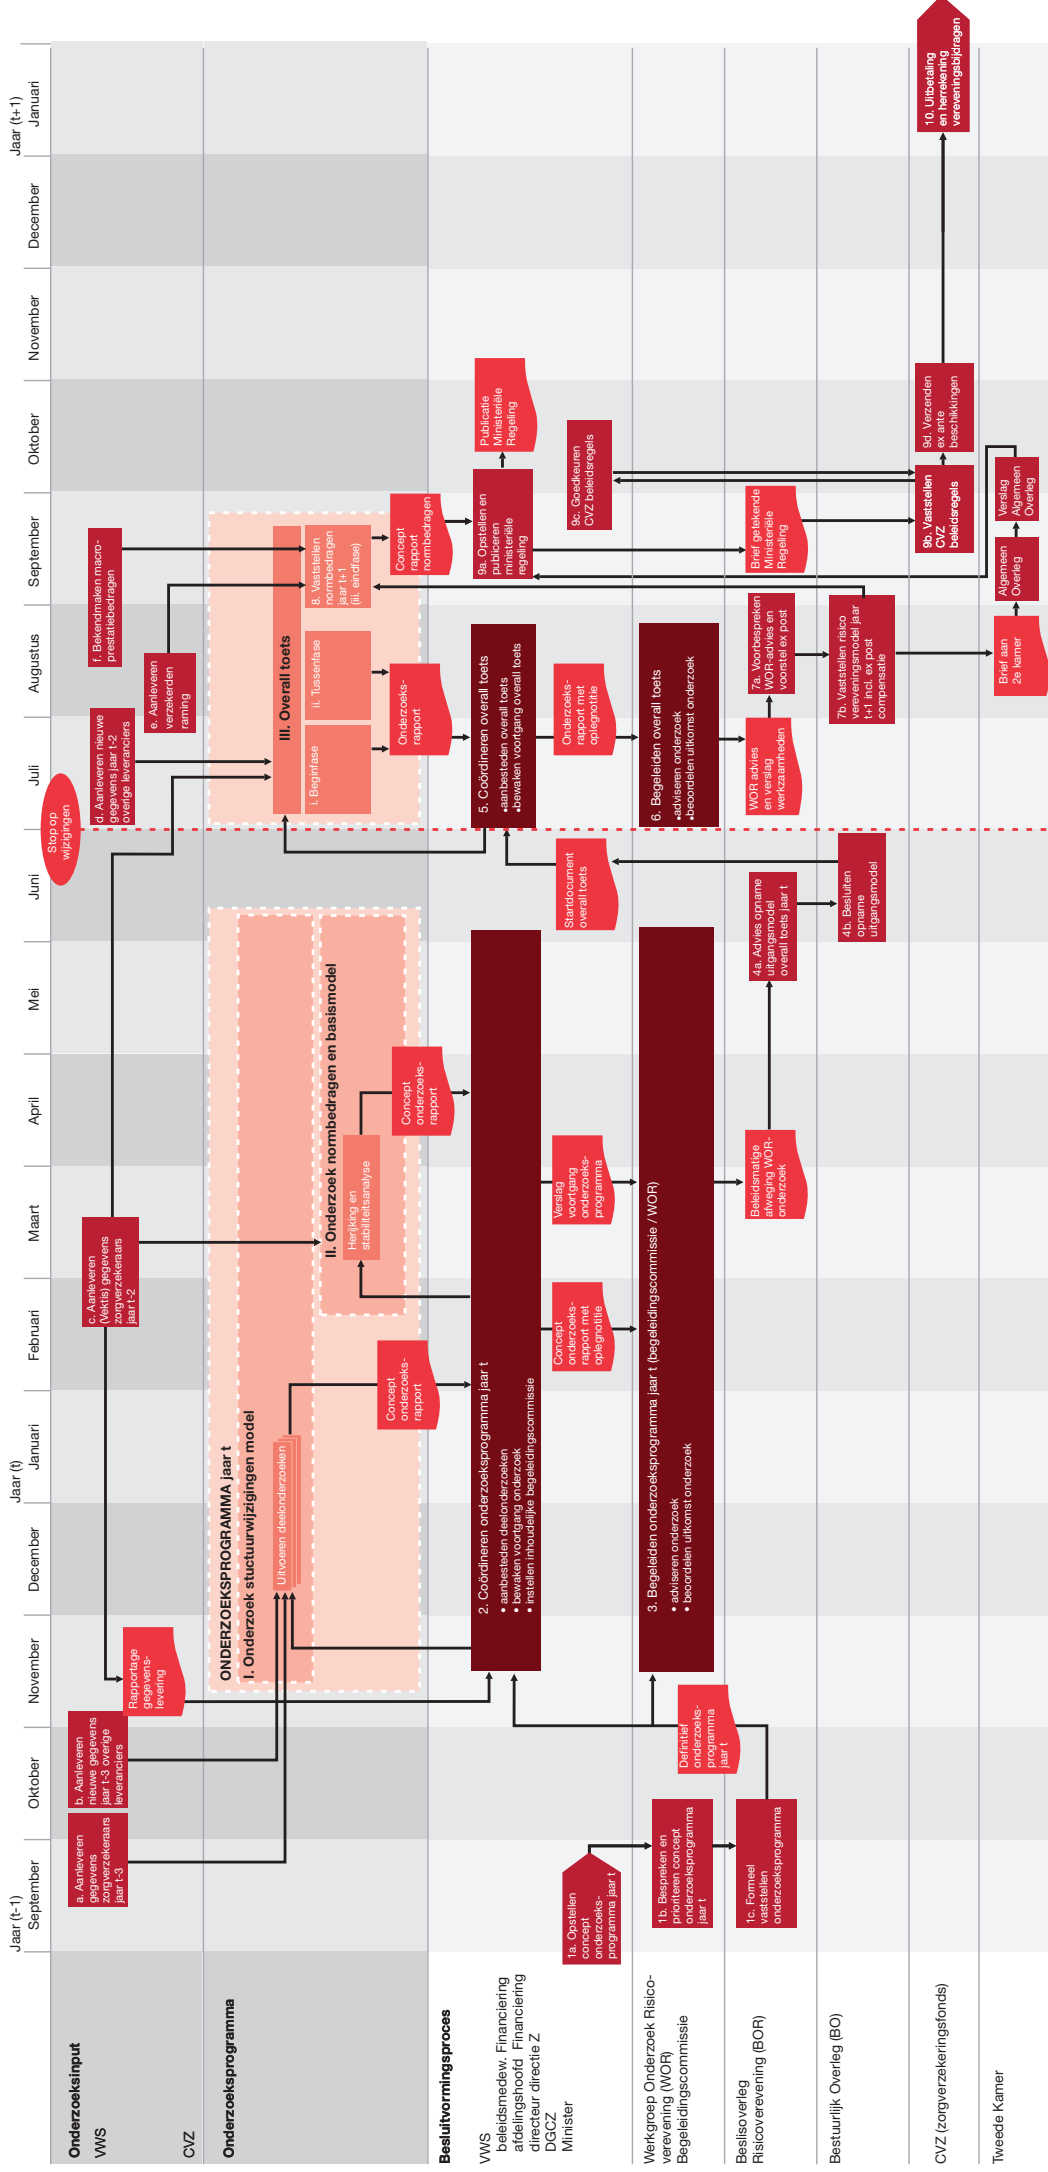 Jaar (t-1)
Jaar (t)
Jaar (t+1)
September
Oktober
November
December
Januari
Februari
Maart
April
Mei
Juni
Juli
Augustus
September
Oktober
November
December
Januari
Stop op
wijzigingen
Onderzoeksinput
VWS
CVZ
a. Aanleveren
gegevens
zorgverzekeraars
jaar t-3
b. Aanleveren
nieuwe gegevens
jaar t-3 overige
leveranciers
Rapportage
gegevens-
levering
c. Aanleveren
(Vektis) gegevens
zorgverzekeraars
jaar t-2
d. Aanleveren nieuwe
gegevens jaar t-2
overige leveranciers
e. Aanleveren
verzekerden
raming
f. Bekendmaken macro-
prestatiebedragen
Onderzoeksprogramma
ONDERZOEKSPROGRAMMA jaar t
I. Onderzoek stuctuurwijzigingen model
Uitvoeren deelonderzoeken
II. Onderzoek normbedragen en basismodel
Herijking en
stabiliteitsanalyse
Concept
onderzoeks-
rapport
Concept
onderzoeks-
rapport
III. Overall toets
i. Beginfase
ii. Tussenfase
8. Vaststellen
normbedragen
jaar t+1
(iii. eindfase)
Onderzoeks-
rapport
Concept
rapport
normbedragen
Besluitvormingsproces
VWS
beleidsmedew. Financiering
afdelingshoofd Financiering
directeur directie Z
DGCZ
Minister
1a. Opstellen
concept
onderzoeks-
programma jaar t
2. Coördineren onderzoeksprogramma jaar t
• aanbesteden deelonderzoeken
• bewaken voortgang onderzoek
• instellen inhoudelijke begeleidingscommissie
Concept
onderzoeks-
rapport met
oplegnotitie
Verslag
voortgang
onderzoeks-
programma
Startdocument
overall toets
5. Coördineren overall toets
•aanbesteden overall toets
•bewaken voortgang overall toets
Onderzoeks-
rapport met
oplegnotitie
9a. Opstellen en
publiceren
ministeriële
regeling
Publicatie
Ministeriële
Regeling
9c. Goedkeuren
CVZ beleidsregels
Werkgroep Onderzoek Risico-
verevening (WOR)
Begeleidingscommissie
1b. Bespreken en
prioriteren concept
onderzoeksprogramma
jaar t
Definitief
onderzoeks-
programma
jaar t
3. Begeleiden onderzoeksprogramma jaar t (begeleidingscommissie / WOR)
• adviseren onderzoek
• beoordelen uitkomst onderzoek
6. Begeleiden overall toets
•adviseren onderzoek
•beoordelen uitkomst onderzoek
Beslisoverleg
Risicoverevening (BOR)
1c. Formeel
vaststellen
onderzoeksprogramma
Beleidsmatige
afweging WOR-
onderzoek
4a. Advies opname
uitgangsmodel
overall toets jaar t
WOR advies
en verslag
werkzaamheden
7a. Voorbespreken
WOR-advies en
voorstel ex post
Brief getekende
Ministeriële
Regeling
Bestuurlijk Overleg (BO)
4b. Besluiten
opname
uitgangsmodel
7b. Vaststellen risico
vereveningsmodel jaar
t+1 incl. ex post
compensatie
CVZ (zorgverzekeringsfonds)
9b. Vaststellen
CVZ
beleidsregels
9d. Verzenden
ex ante
beschikkingen
10. Uitbetaling
en herrekening
vereveningsbijdragen
Tweede Kamer
Brief aan
2e kamer
Algemeen
Overleg
Verslag
Algemeen
Overleg